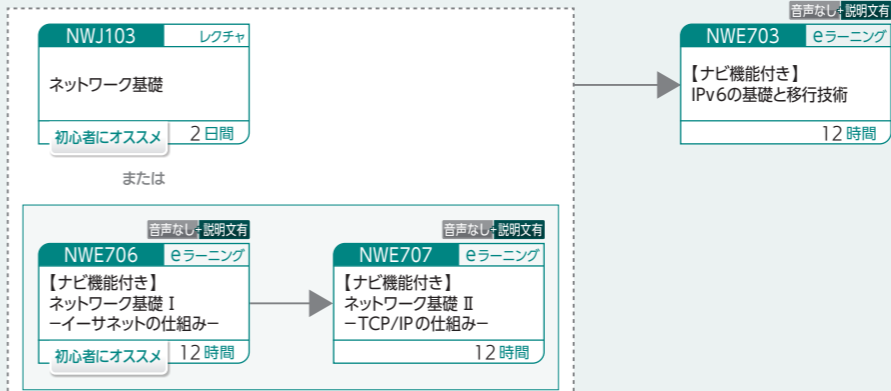 NWJ103 レクチャ
ネットワーク基礎
初心者にオススメ 2日間
または
音声なし+説明文有
NWE706 eラーニング
【ナビ機能付き】
ネットワーク基礎 Ⅰ
−イーサネットの仕組み−
初心者にオススメ 12時間
音声なし+説明文有
NWE707 eラーニング
【ナビ機能付き】
ネットワーク基礎 Ⅱ
−TCP/IPの仕組み−
12時間
音声なし+説明文有
NWE703 eラーニング
【ナビ機能付き】
IPv6の基礎と移行技術
12時間